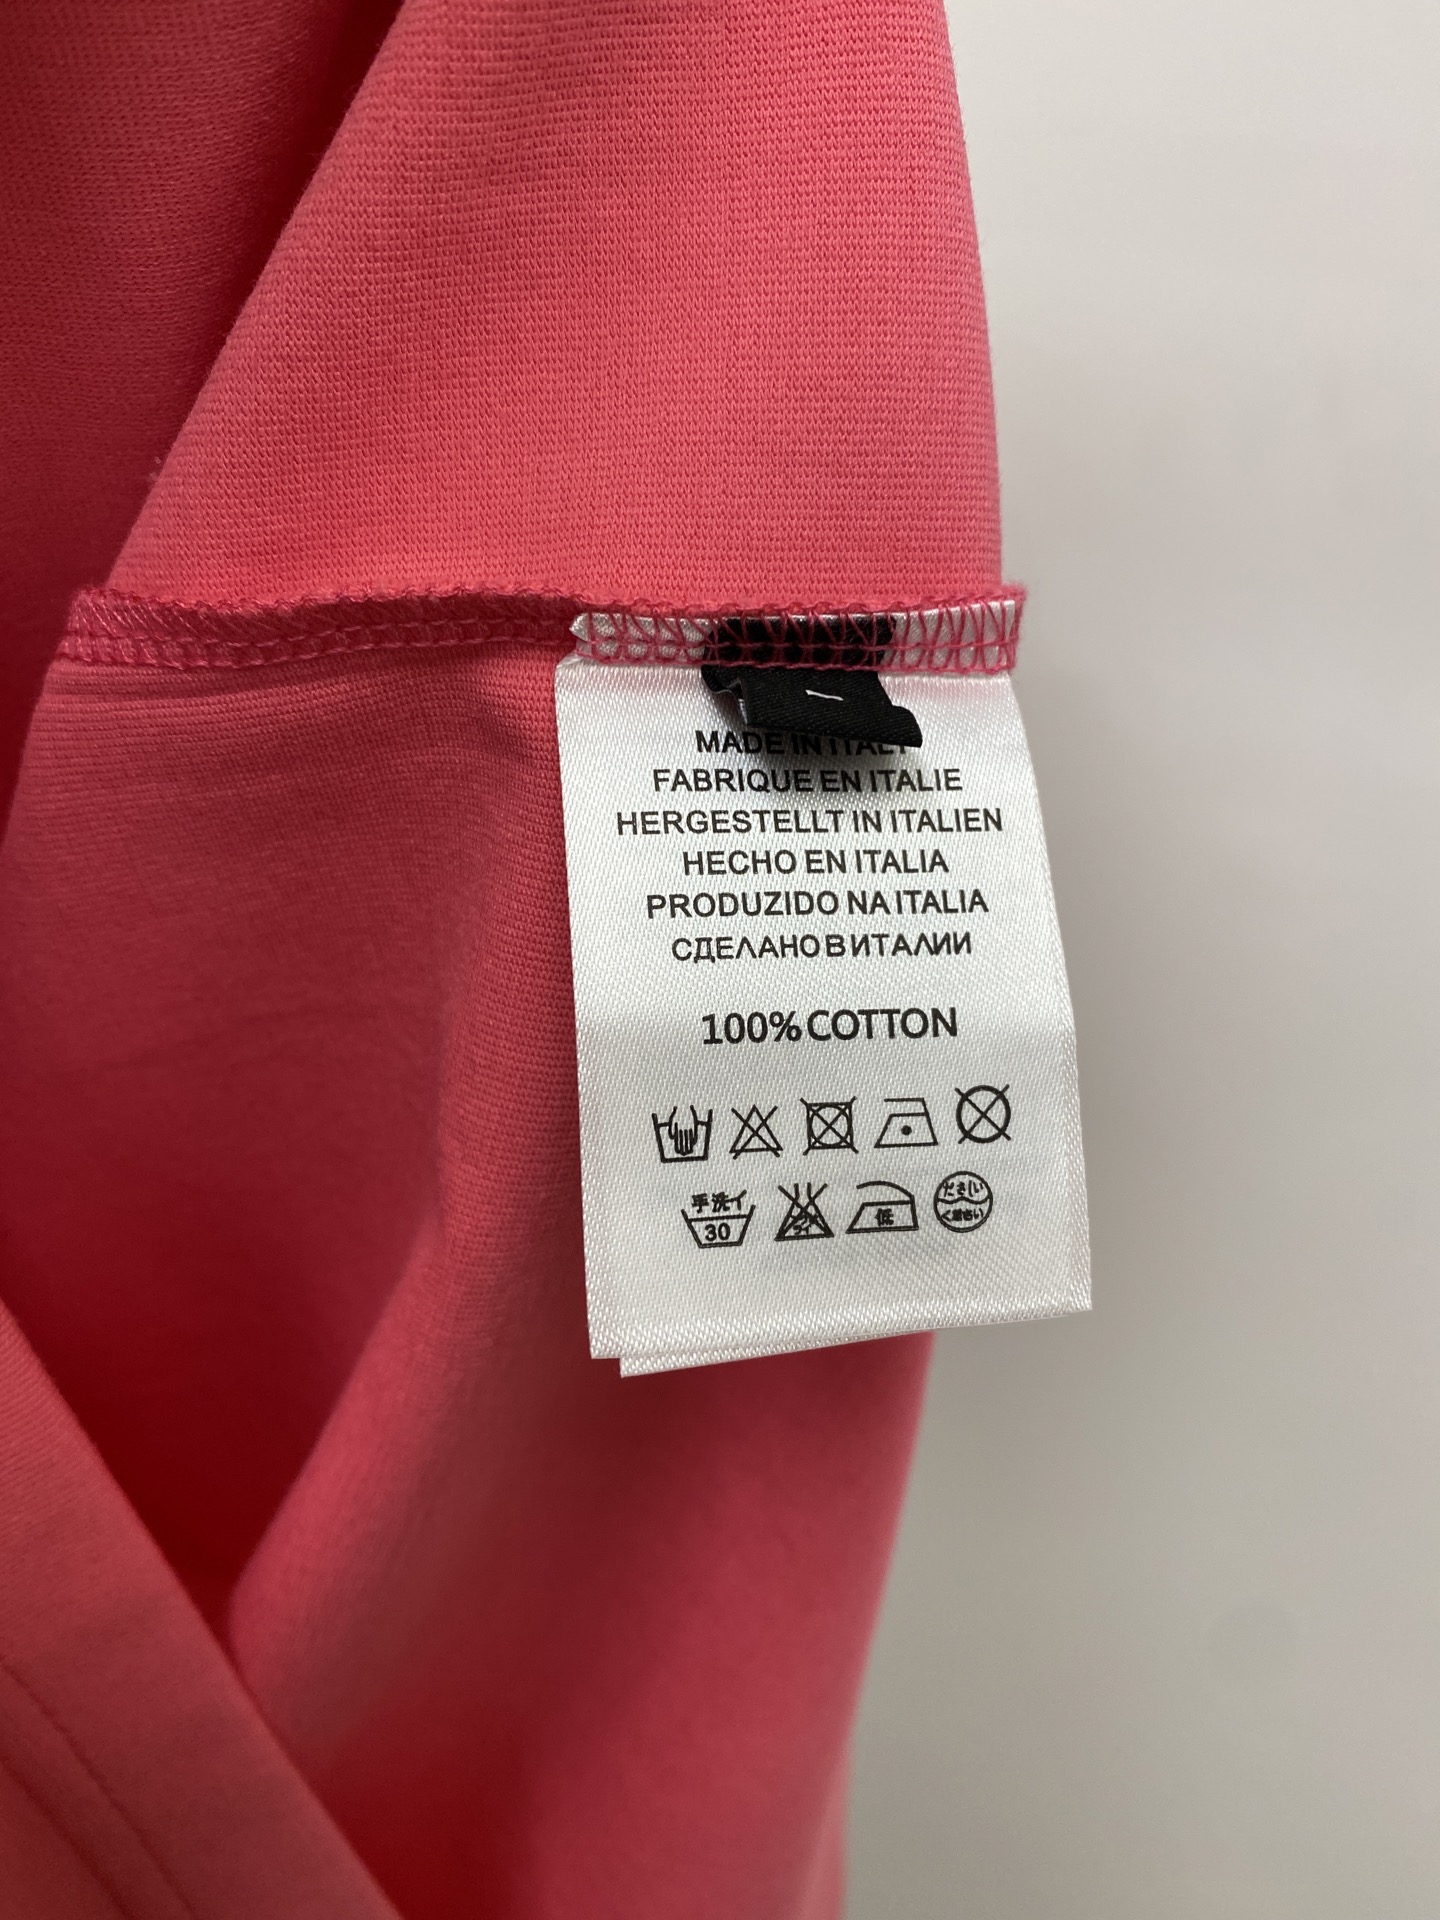 MADE IN ITALY
FABRIQUE EN ITALIE
HERGESTELLT IN ITALIEN
HECHO EN ITALIA
PRODUZIDO NA ITALIA
СДЕЛАНО В ИТАЛИИ
100% COTTON
手洗イ
30
低